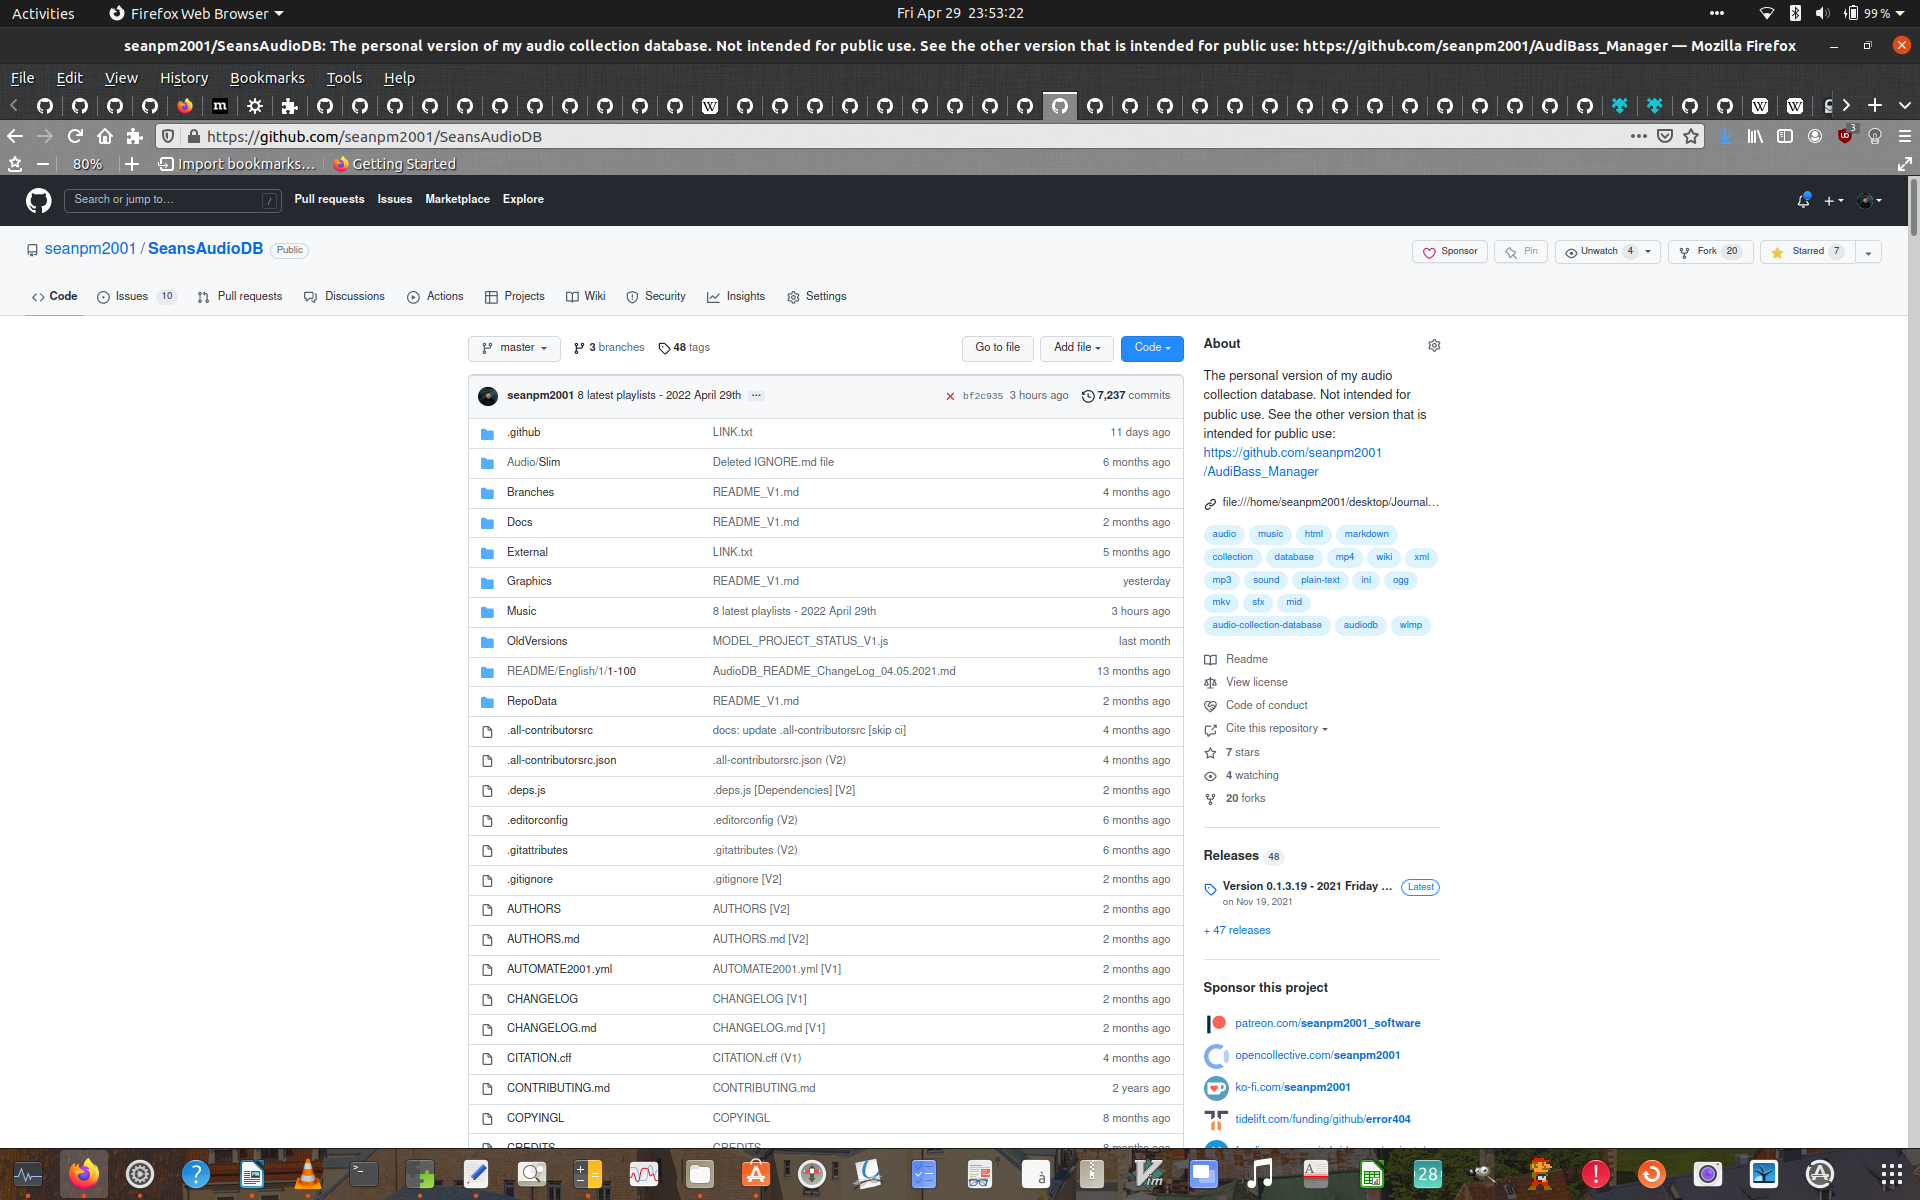 Activities
Firefox Web Browser
Fri Apr 29 23:53:22
99 %
seanpm2001/SeansAudioDB: The personal version of my audio collection database. Not intended for public use. See the other version that is intended for public use: https://github.com/seanpm2001/AudiBass_Manager — Mozilla Firefox
File Edit View History Bookmarks Tools Help
https://github.com/seanpm2001/SeansAudioDB
3
80%
Import bookmarks...
Getting Started
Search or jump to...
/
Pull requests Issues Marketplace Explore
seanpm2001 / SeansAudioDB Public
Sponsor
Pin
Unwatch 4
Fork 20
Starred 7
Code
Issues 10
Pull requests
Discussions
Actions
Projects
Wiki
Security
Insights
Settings
master
3 branches
48 tags
Go to file
Add file
Code
seanpm2001 8 latest playlists - 2022 April 29th ...
bf2c935 3 hours ago 7,237 commits
.github LINK.txt 11 days ago
Audio/Slim Deleted IGNORE.md file 6 months ago
Branches README_V1.md 4 months ago
Docs README_V1.md 2 months ago
External LINK.txt 5 months ago
Graphics README_V1.md yesterday
Music 8 latest playlists - 2022 April 29th 3 hours ago
OldVersions MODEL_PROJECT_STATUS_V1.js last month
README/English/1/1-100 AudioDB_README_ChangeLog_04.05.2021.md 13 months ago
RepoData README_V1.md 2 months ago
.all-contributorsrc docs: update .all-contributorsrc [skip ci] 4 months ago
.all-contributorsrc.json .all-contributorsrc.json (V2) 4 months ago
.deps.js .deps.js [Dependencies] [V2] 2 months ago
.editorconfig .editorconfig (V2) 6 months ago
.gitattributes .gitattributes (V2) 6 months ago
.gitignore .gitignore [V2] 2 months ago
AUTHORS AUTHORS [V2] 2 months ago
AUTHORS.md AUTHORS.md [V2] 2 months ago
AUTOMATE2001.yml AUTOMATE2001.yml [V1] 2 months ago
CHANGELOG CHANGELOG [V1] 2 months ago
CHANGELOG.md CHANGELOG.md [V1] 2 months ago
CITATION.cff CITATION.cff (V1) 4 months ago
CONTRIBUTING.md CONTRIBUTING.md 2 years ago
COPYINGL COPYINGL 8 months ago
CREDITS CREDITS 8 months ago
About
The personal version of my audio
collection database. Not intended for
public use. See the other version that is
intended for public use:
https://github.com/seanpm2001
/AudiBass_Manager
file:///home/seanpm2001/desktop/Journal...
audio music html markdown
collection database mp4 wiki xml
mp3 sound plain-text ini ogg
mkv sfx mid
audio-collection-database audiodb wlmp
Readme
View license
Code of conduct
Cite this repository
7 stars
4 watching
20 forks
Releases 48
Version 0.1.3.19 - 2021 Friday ... Latest
on Nov 19, 2021
+ 47 releases
Sponsor this project
patreon.com/seanpm2001_software
opencollective.com/seanpm2001
ko-fi.com/seanpm2001
tidelift.com/funding/github/error404
28